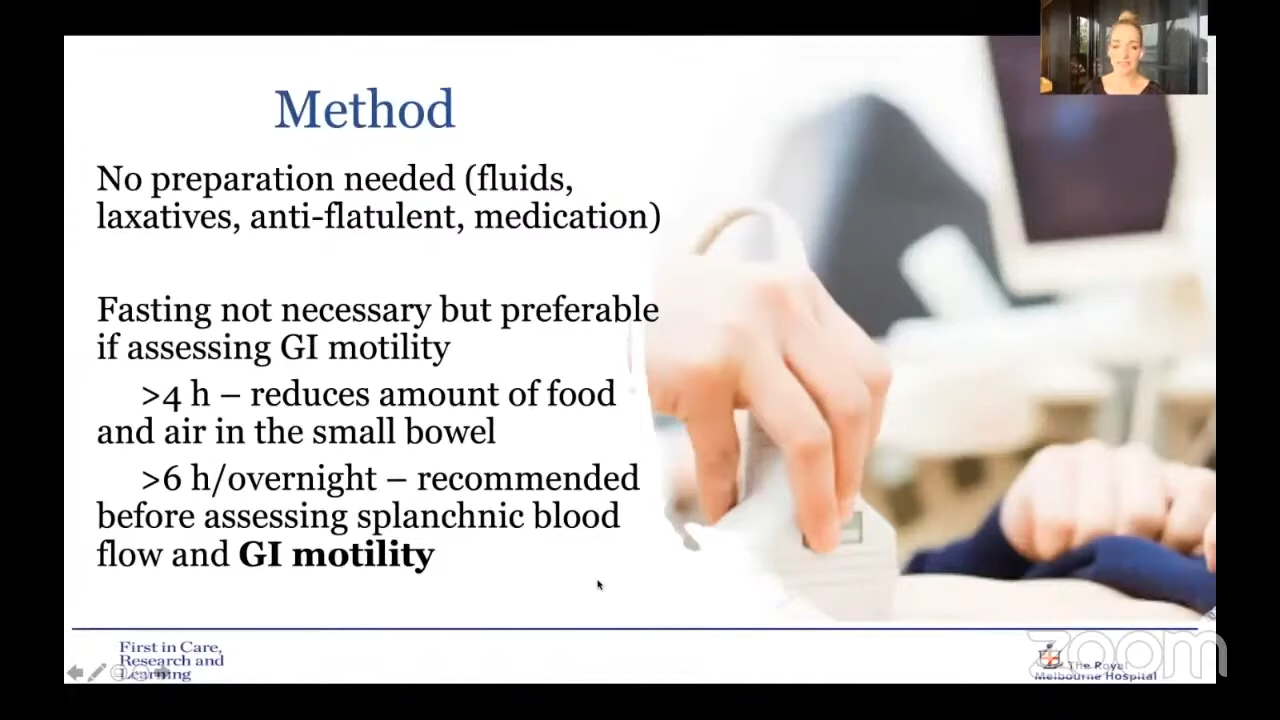 Method
No preparation needed (fluids,
laxatives, anti-flatulent, medication)
Fasting not necessary but preferable
if assessing GI motility
>4 h – reduces amount of food
and air in the small bowel
>6 h/overnight – recommended
before assessing splanchnic blood
flow and GI motility
First in Care,
Research and
Learning
zoom
The Royal
Melbourne Hospital